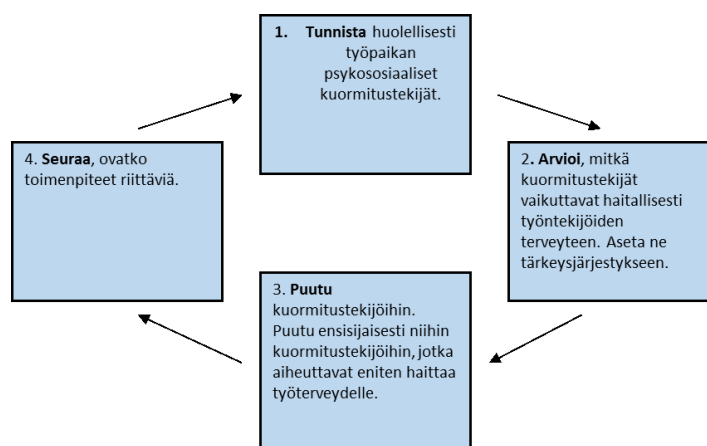 1. Tunnista huolellisesti
työpaikan
psykososiaaliset
kuormitustekijät.
2. Arvioi, mitkä
kuormitustekijät
vaikuttavat haitallisesti
työntekijöiden
terveyteen. Aseta ne
tärkeysjärjestykseen.
3. Puutu
kuormitustekijöihin.
Puutu ensisijaisesti niihin
kuormitustekijöihin, jotka
aiheuttavat eniten haittaa
työterveydelle.
4. Seuraa, ovatko
toimenpiteet riittäviä.